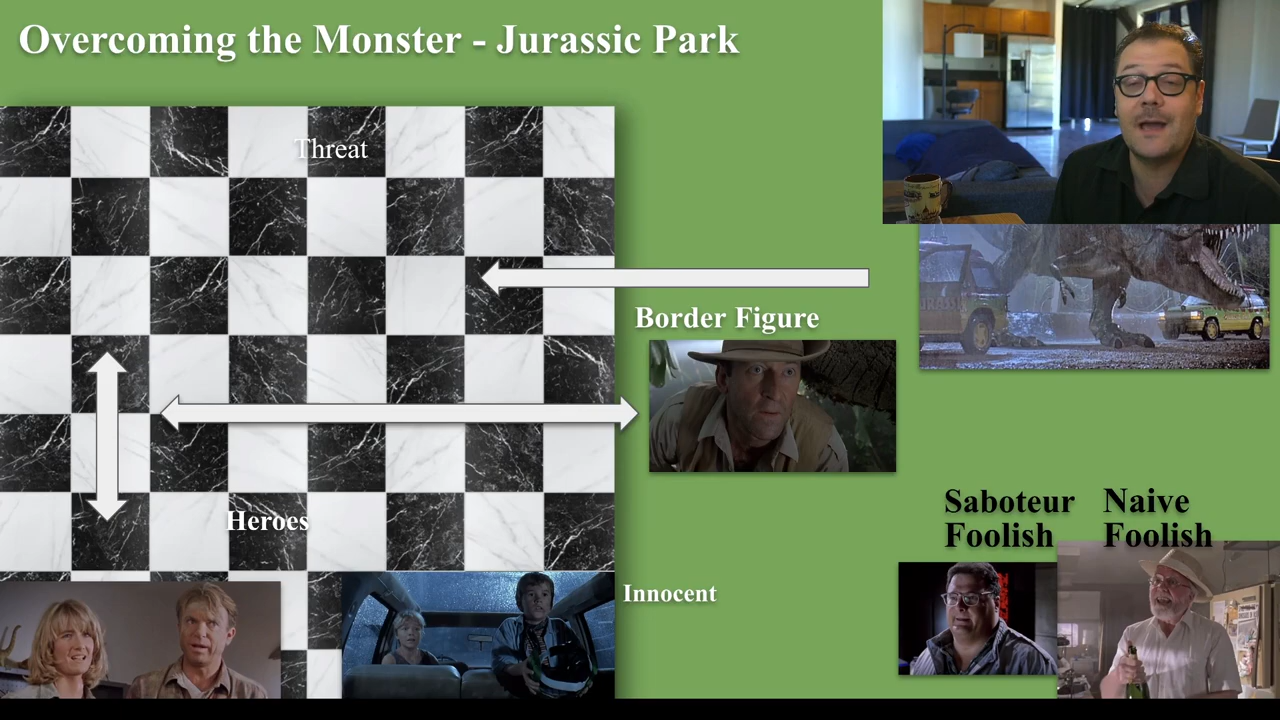 Overcoming the Monster - Jurassic Park
Threat
Border Figure
Saboteur
Foolish
Naive
Foolish
Heroes
Innocent